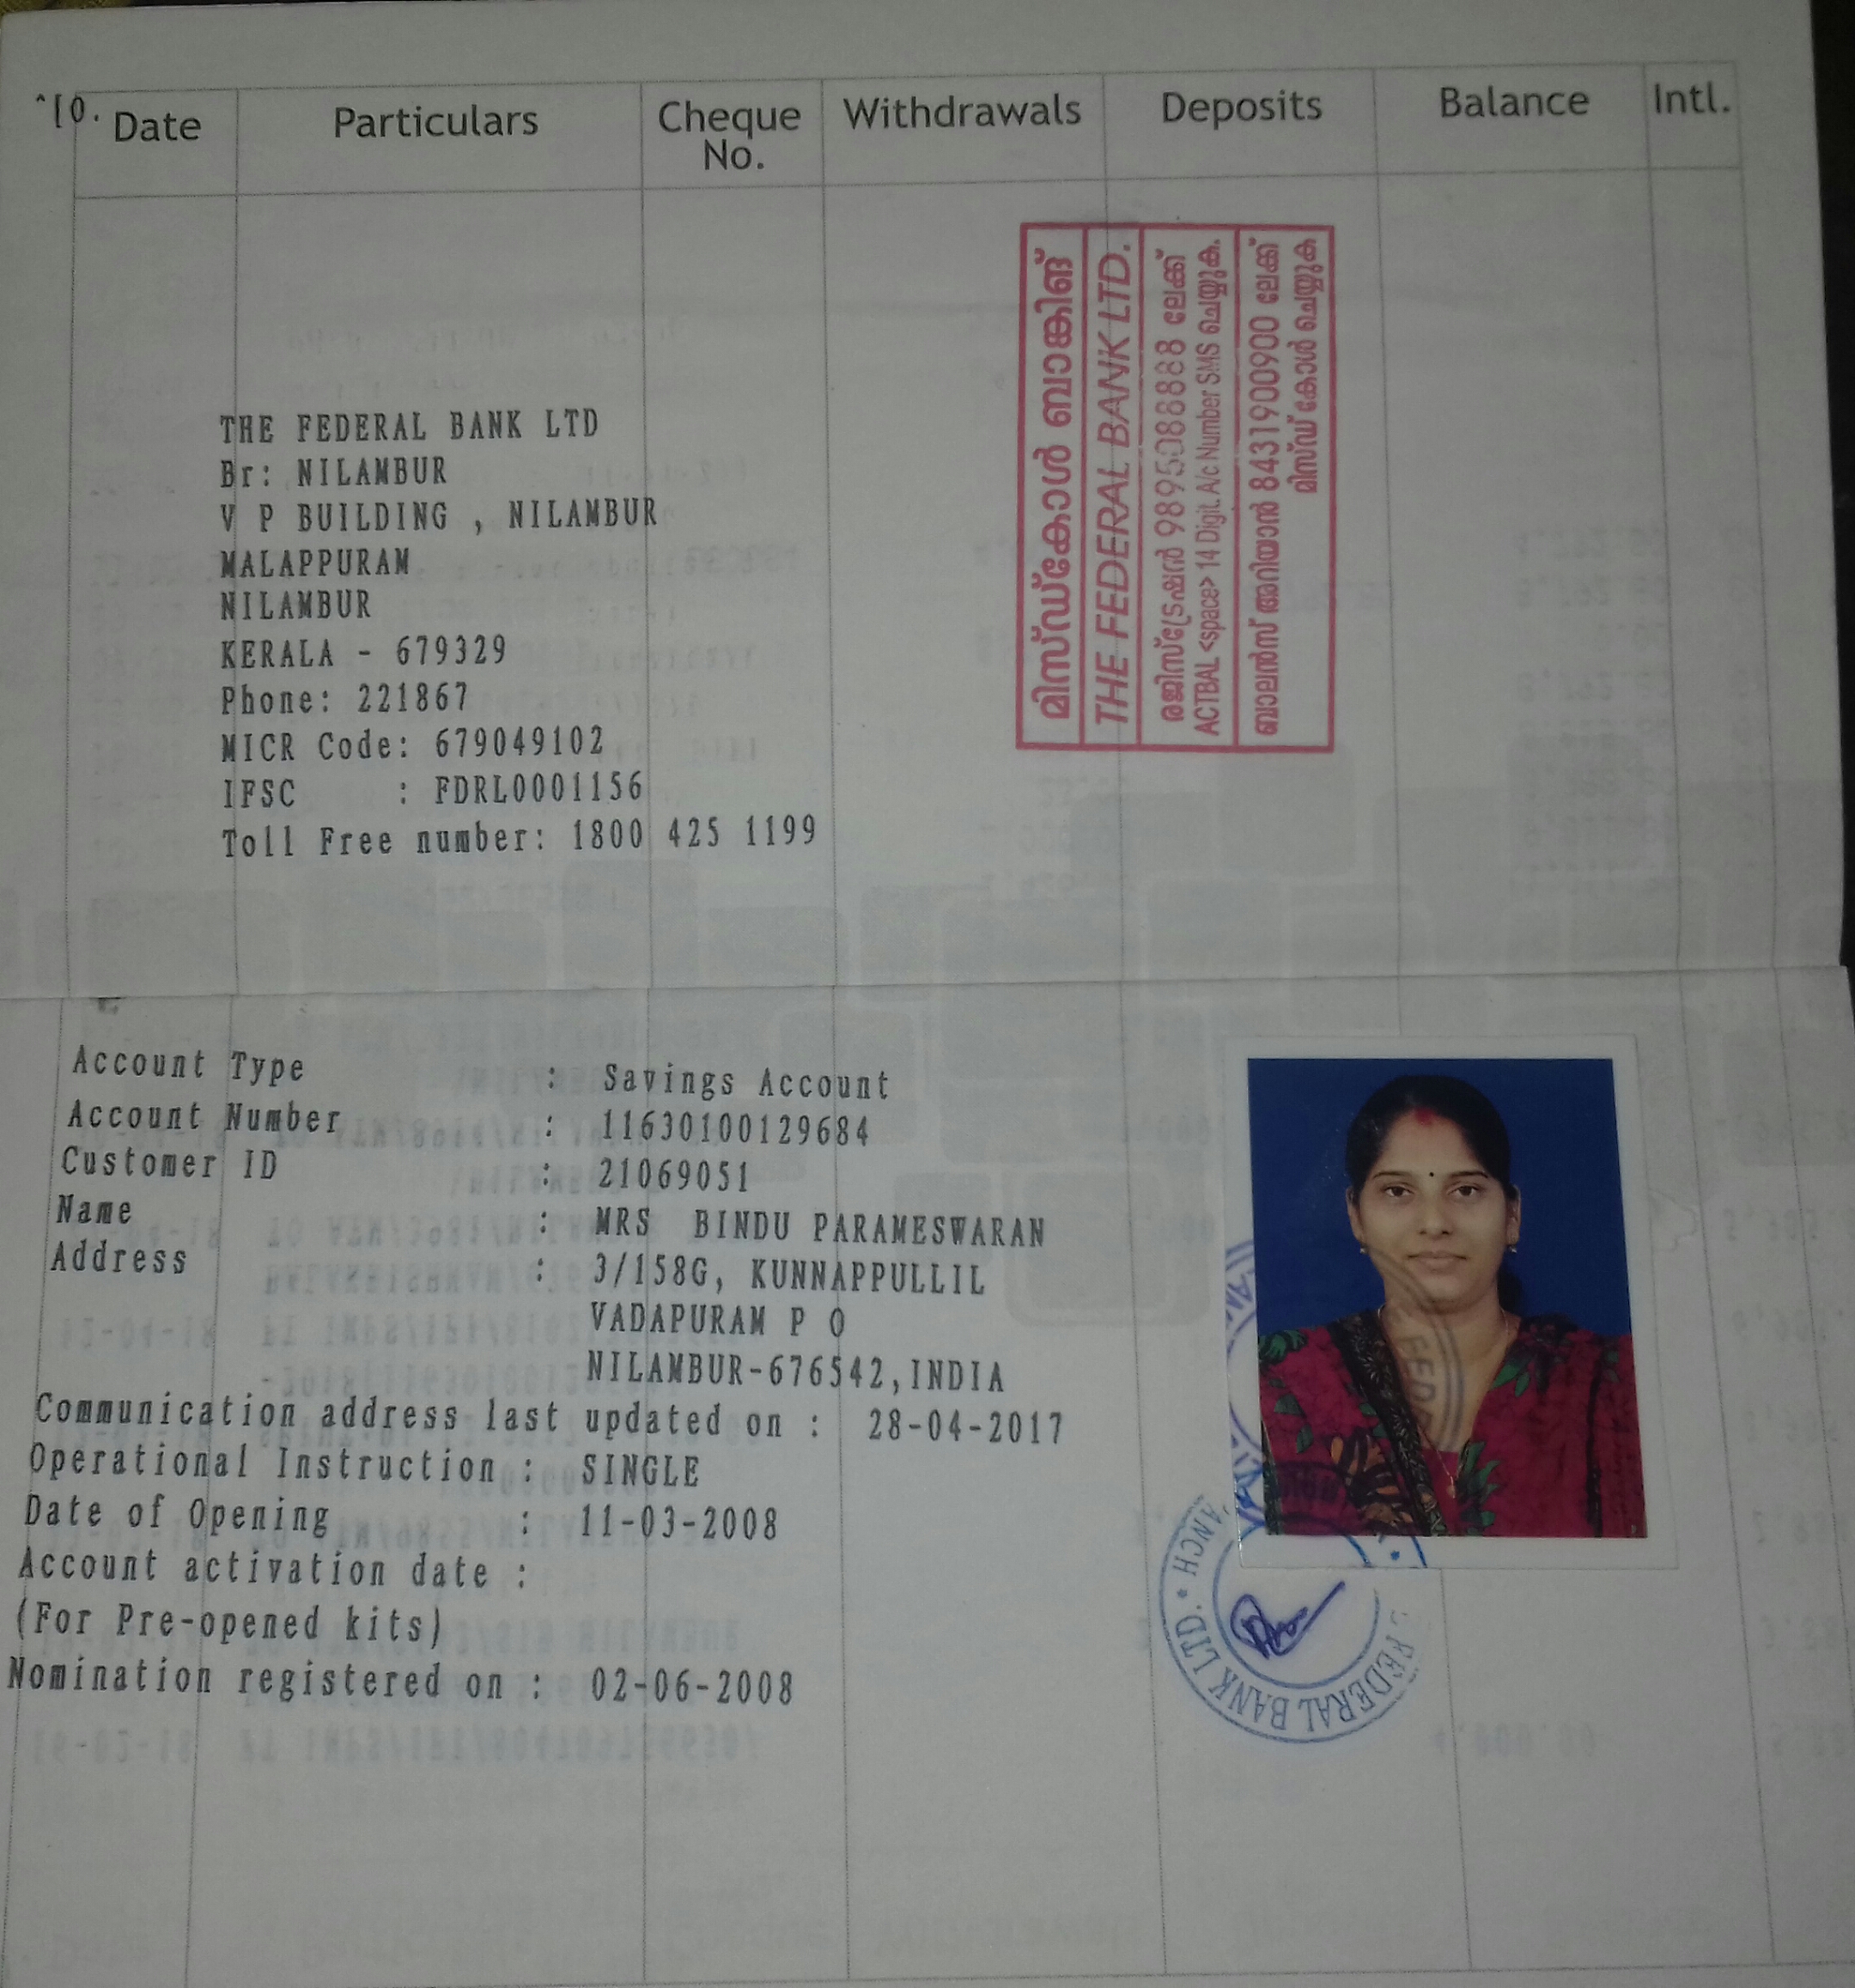 ^[0.
Date Particulars Cheque No. Withdrawals Deposits Balance Intl.
മിസ്ഡ്കോൾ ബാങ്കിങ്
THE FEDERAL BANK LTD.
രജിസ്ട്രേഷൻ 9895088888 ലേക്ക്
ACTBAL <space> 14 Digit. A/c Number SMS ചെയ്യുക.
ബാലൻസ് അറിയാൻ 8431900900 ലേക്ക്
മിസ്ഡ് കോൾ ചെയ്യുക
THE FEDERAL BANK LTD
Br: NILAMBUR
V P BUILDING , NILAMBUR
MALAPPURAM
NILAMBUR
KERALA - 679329
Phone: 221867
MICR Code: 679049102
IFSC : FDRL0001156
Toll Free number: 1800 425 1199
Account Type : Savings Account
Account Number : 11630100129684
Customer ID : 21069051
Name : MRS BINDU PARAMESWARAN
Address : 3/158G, KUNNAPPULLIL
VADAPURAM P O
NILAMBUR-676542,INDIA
Communication address last updated on : 28-04-2017
Operational Instruction : SINGLE
Date of Opening : 11-03-2008
Account activation date :
(For Pre-opened kits)
Nomination registered on : 02-06-2008
FEDERAL BANK LTD.